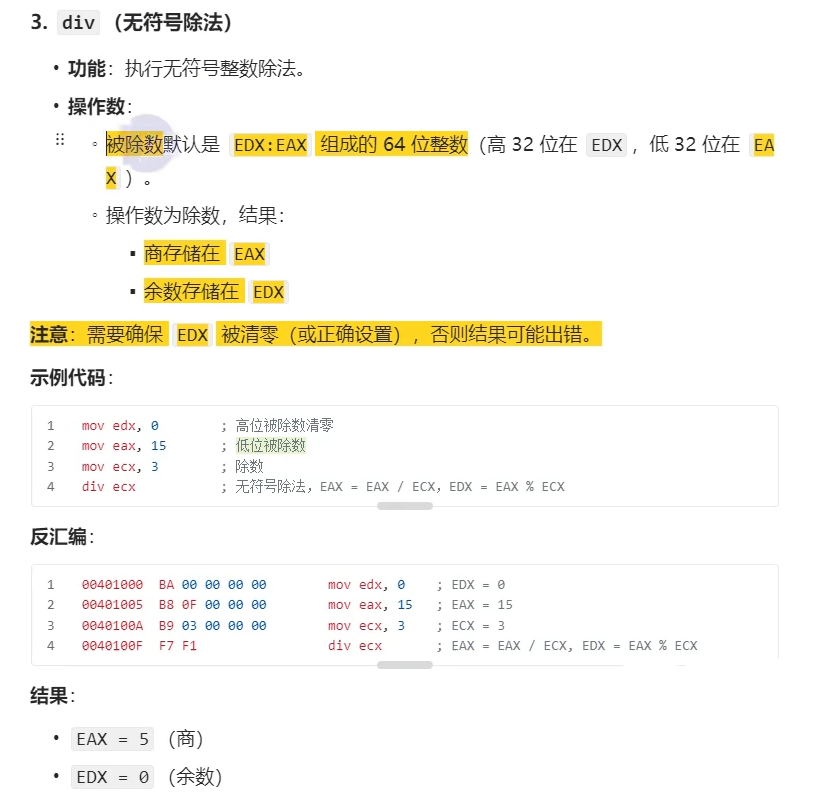 3. div （无符号除法）
• 功能：执行无符号整数除法。
• 操作数：
◦ 被除数默认是 EDX:EAX 组成的 64 位整数（高 32 位在 EDX ，低 32 位在 EA
X ）。
◦ 操作数为除数，结果：
▪ 商存储在 EAX
▪ 余数存储在 EDX
注意：需要确保 EDX 被清零（或正确设置），否则结果可能出错。
示例代码：
1 mov edx, 0 ; 高位被除数清零
2 mov eax, 15 ; 低位被除数
3 mov ecx, 3 ; 除数
4 div ecx ; 无符号除法，EAX = EAX / ECX，EDX = EAX % ECX
反汇编：
1 00401000 BA 00 00 00 00 mov edx, 0 ; EDX = 0
2 00401005 B8 0F 00 00 00 mov eax, 15 ; EAX = 15
3 0040100A B9 03 00 00 00 mov ecx, 3 ; ECX = 3
4 0040100F F7 F1 div ecx ; EAX = EAX / ECX, EDX = EAX % ECX
结果：
• EAX = 5 （商）
• EDX = 0 （余数）